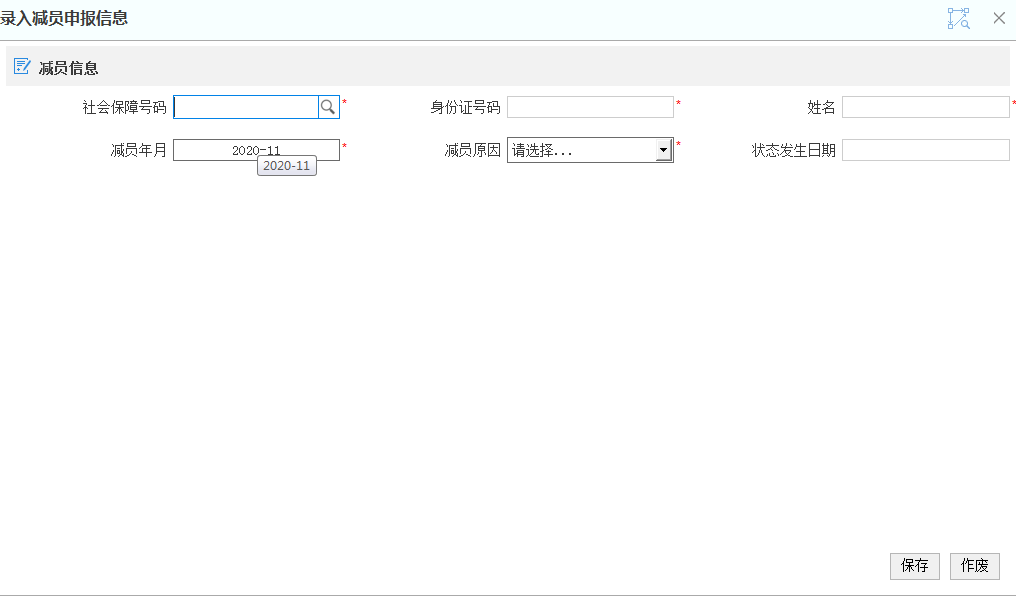 录入减员申报信息
减员信息
社会保障号码 * 身份证号码 * 姓名 *
减员年月 2020-11 * 减员原因 请选择... * 状态发生日期
2020-11
保存 作废